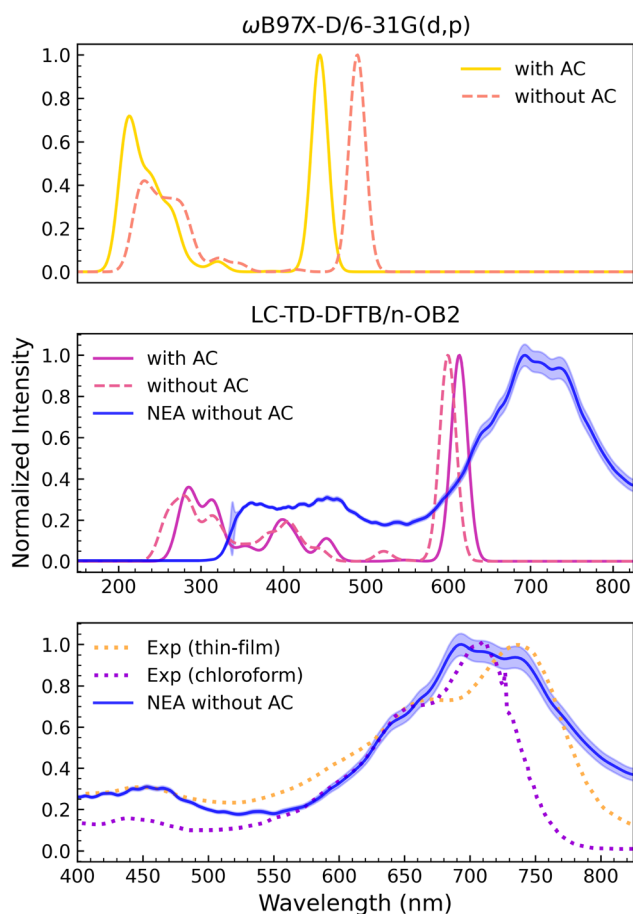 ωB97X-D/6-31G(d,p)
1.0
0.8
0.6
0.4
0.2
0.0
with AC
without AC
LC-TD-DFTB/n-OB2
Normalized Intensity
1.0
0.8
0.6
0.4
0.2
0.0
with AC
without AC
NEA without AC
200 300 400 500 600 700 800
1.0
0.8
0.6
0.4
0.2
0.0
Exp (thin-film)
Exp (chloroform)
NEA without AC
400 450 500 550 600 650 700 750 800
Wavelength (nm)